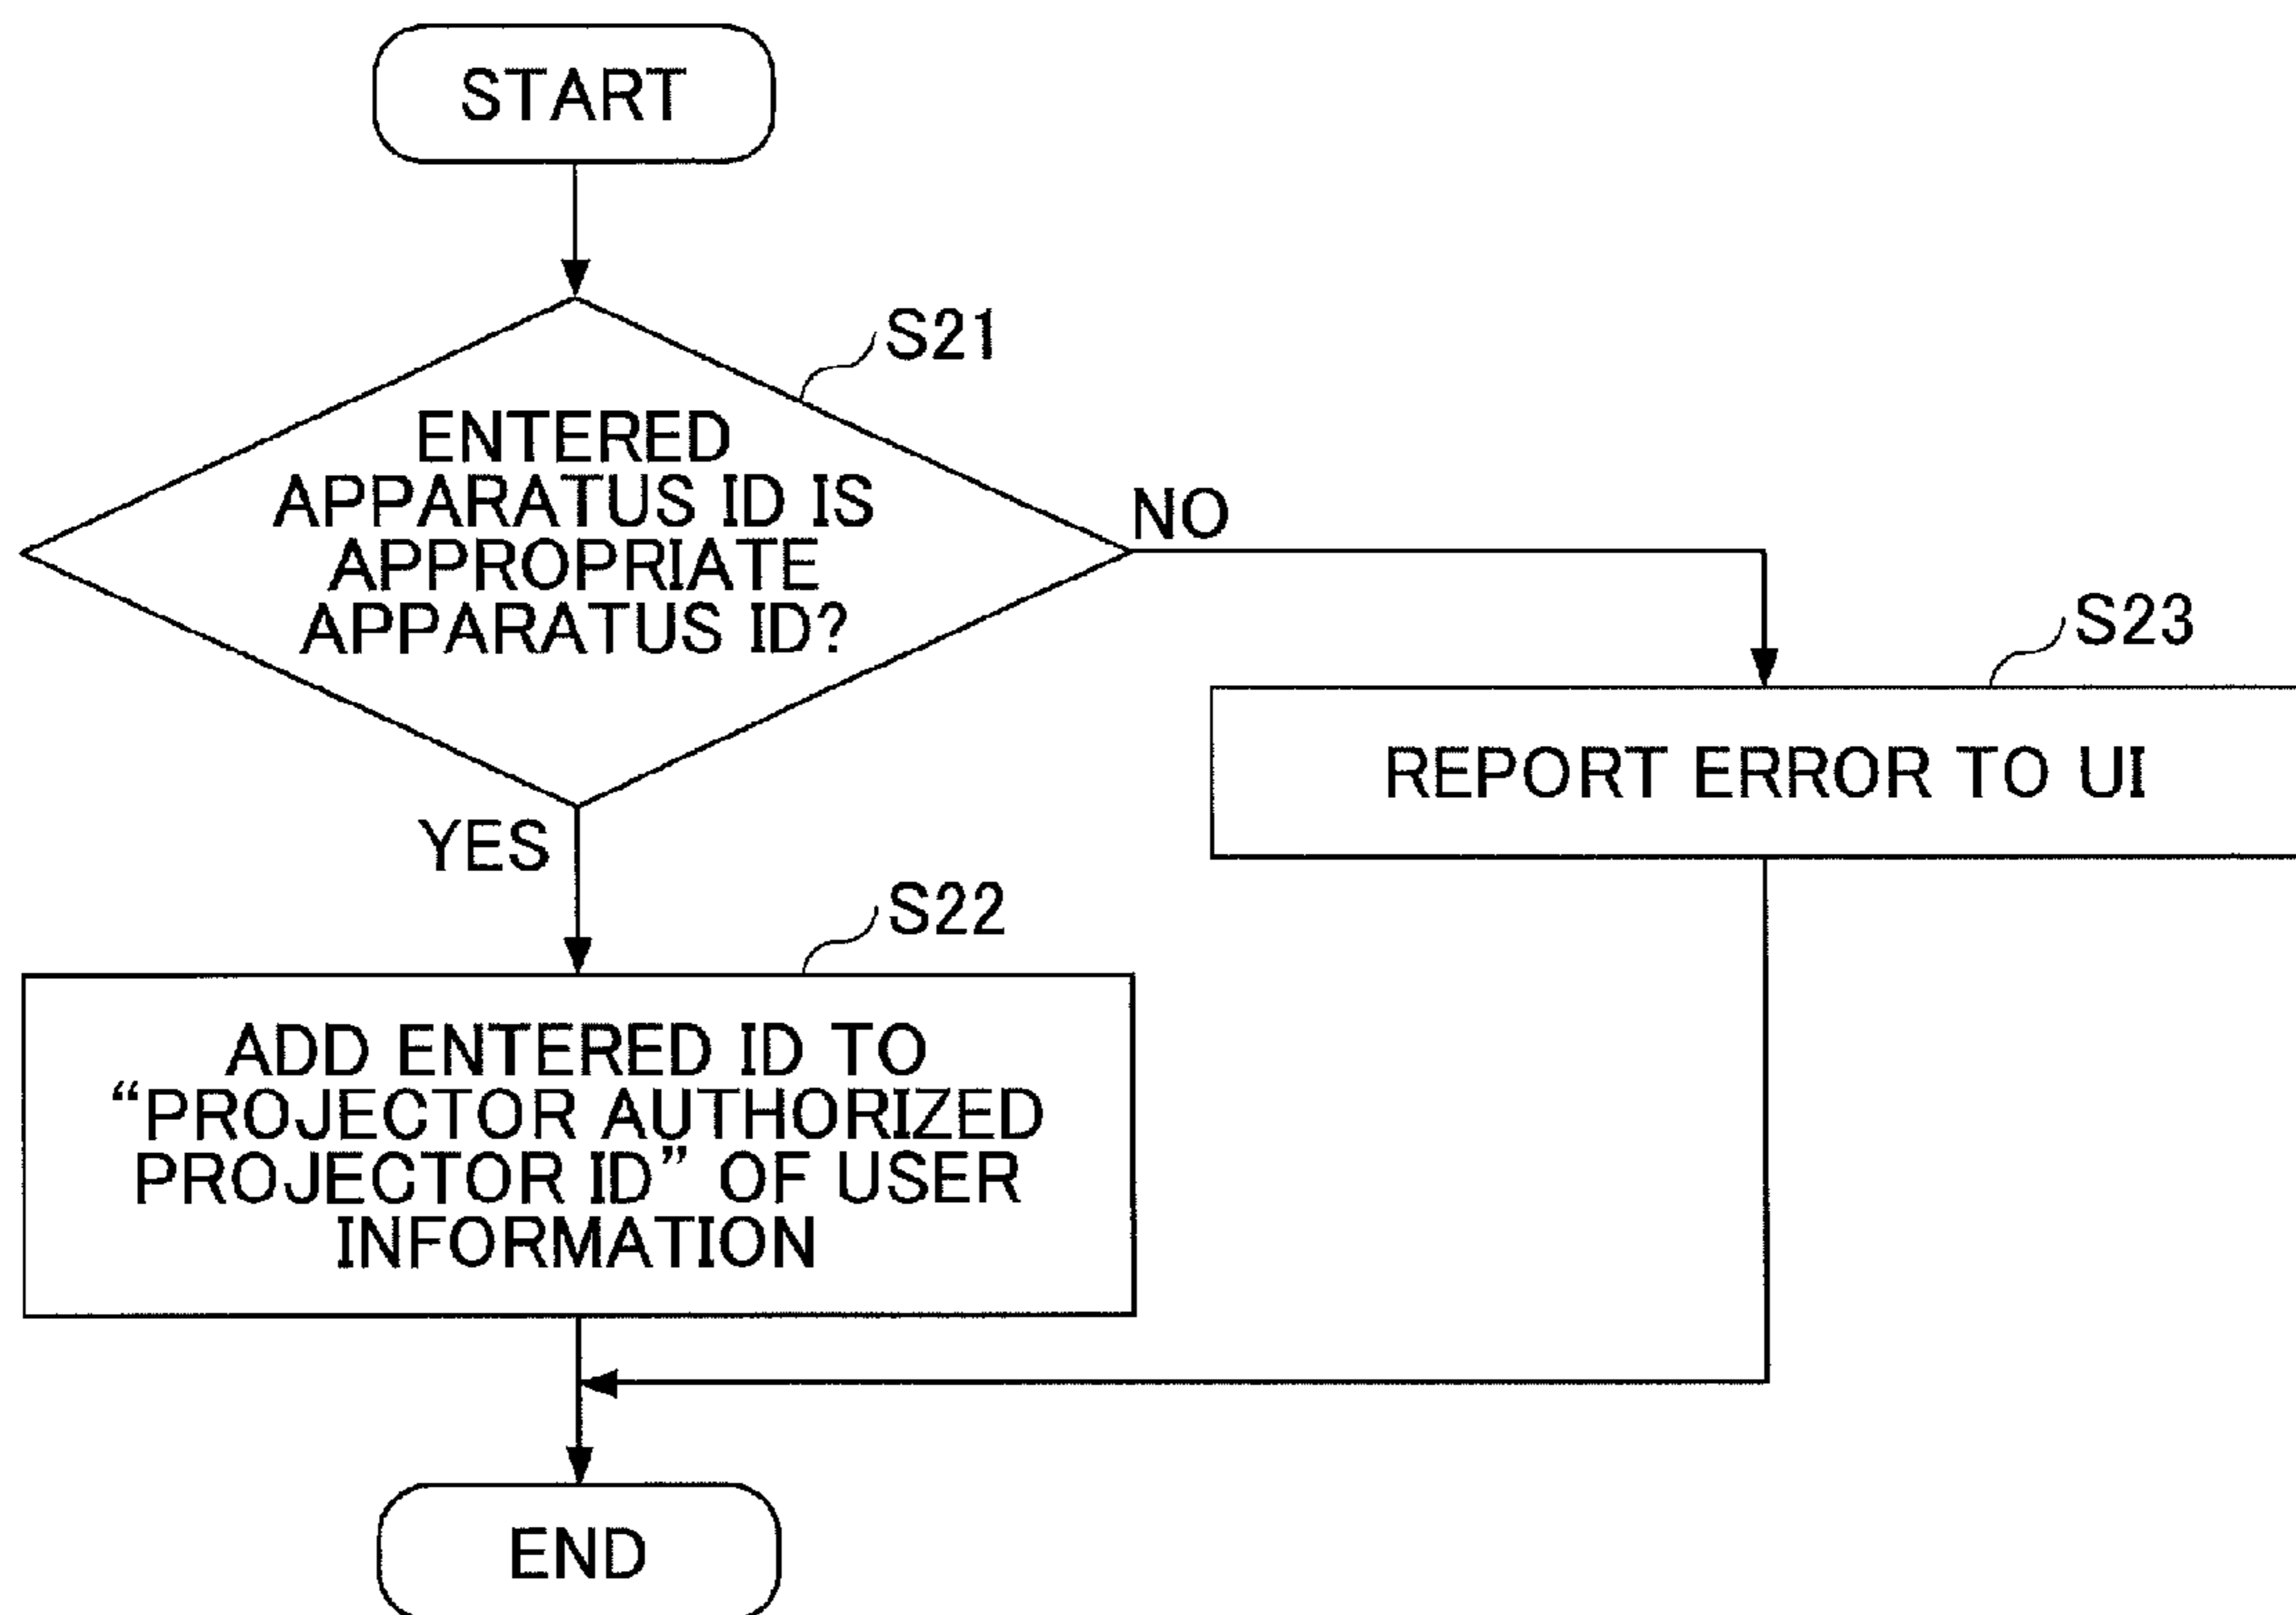 START
S21
ENTERED
APPARATUS ID IS
APPROPRIATE
APPARATUS ID?
NO
S23
REPORT ERROR TO UI
YES
S22
ADD ENTERED ID TO
“PROJECTOR AUTHORIZED
PROJECTOR ID” OF USER
INFORMATION
END